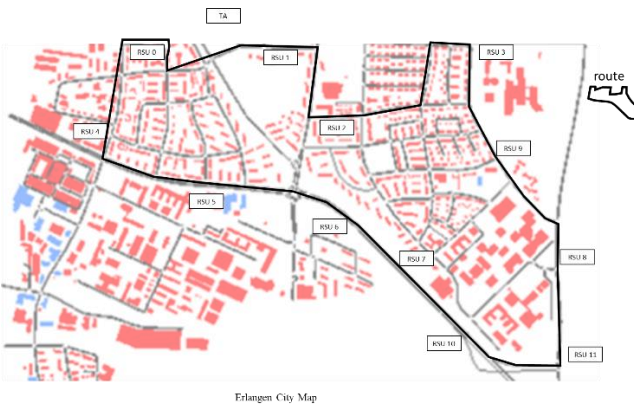 TA
RSU 0
RSU 1
RSU 3
route
RSU 2
RSU 4
RSU 9
RSU 5
RSU 6
RSU 7
RSU 8
RSU 10
RSU 11
Erlangen City Map